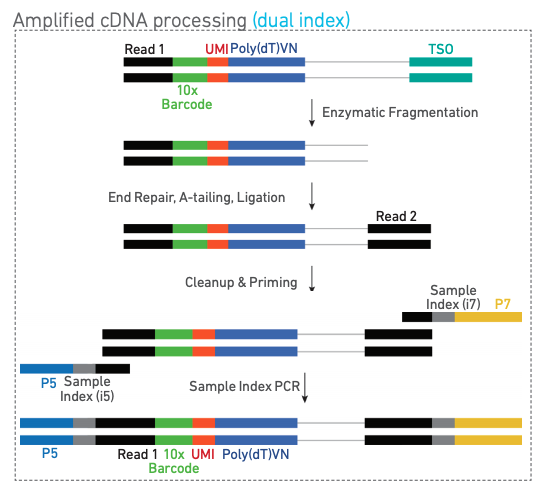 Amplified cDNA processing (dual index)
Read 1 UMI Poly(dT)VN TSO
10x
Barcode
Enzymatic Fragmentation
End Repair, A-tailing, Ligation
Read 2
Cleanup & Priming
Sample
Index (i7) P7
P5 Sample
Index (i5)
Sample Index PCR
P5 Read 1 10x UMI Poly(dT)VN
Barcode